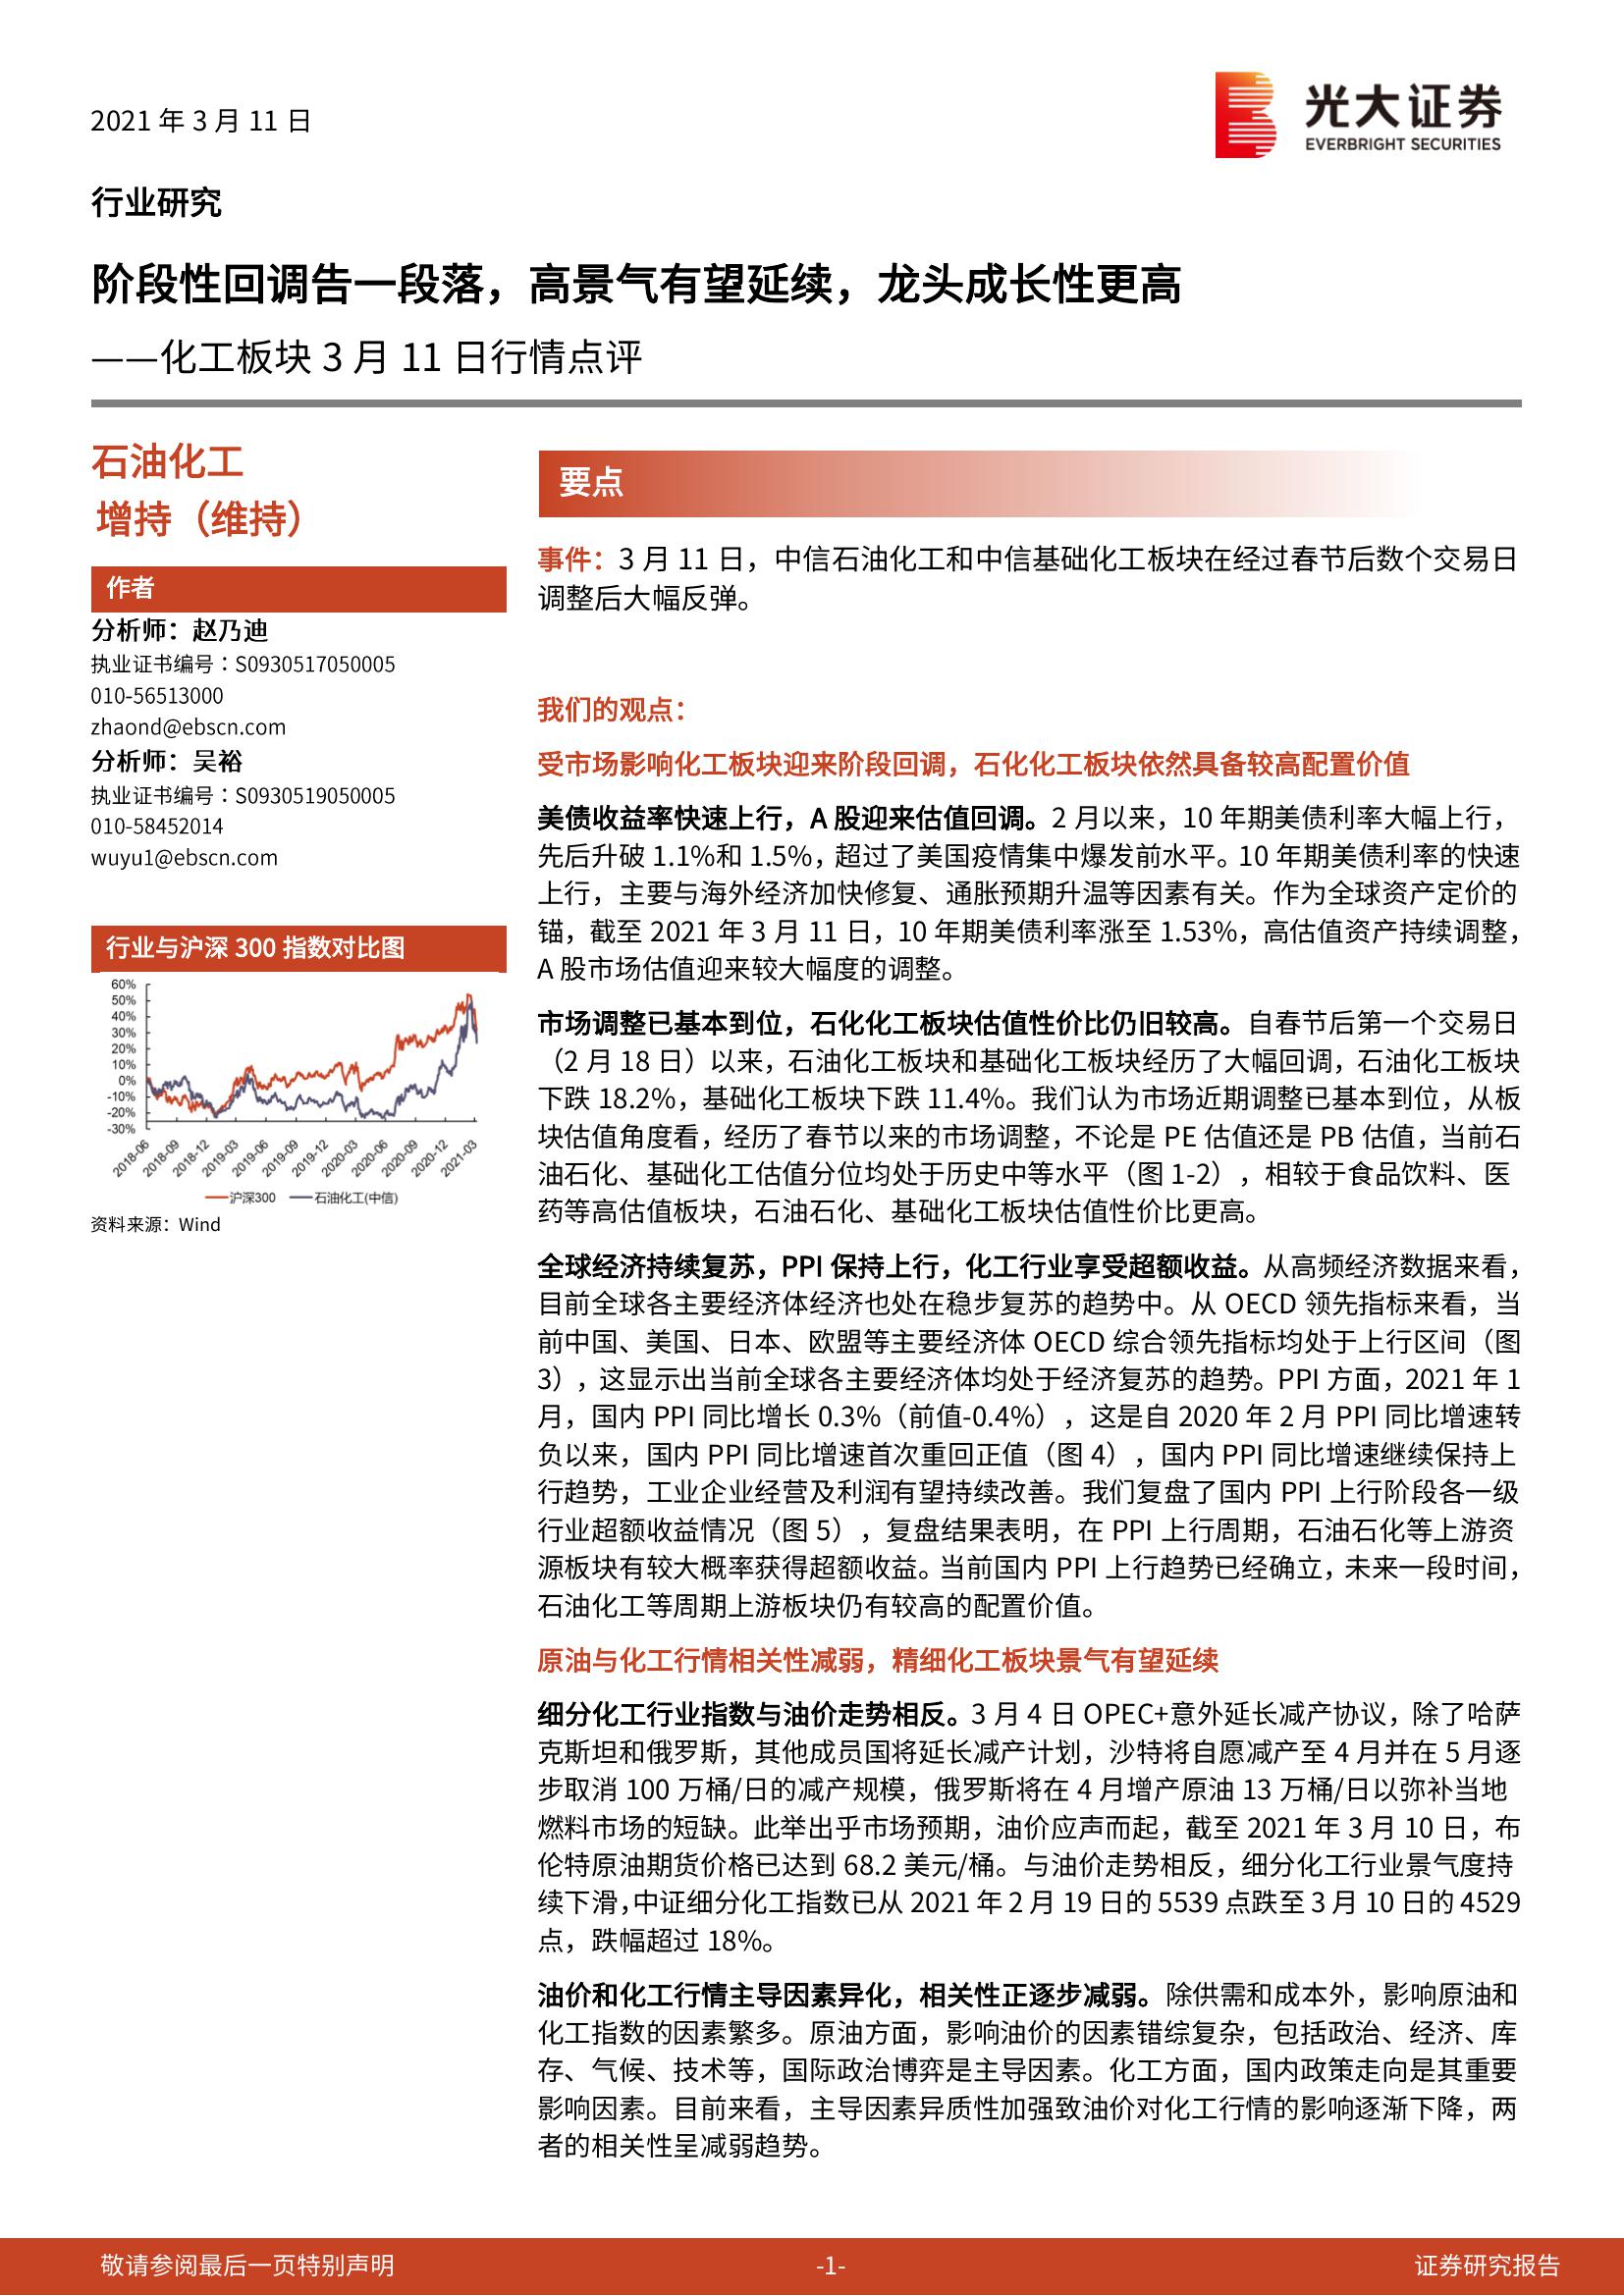 2021 年 3 月 11 日
光大证券
EVERBRIGHT SECURITIES
行业研究
阶段性回调告一段落，高景气有望延续，龙头成长性更高
——化工板块 3 月 11 日行情点评
石油化工
增持（维持）
作者
分析师：赵乃迪
执业证书编号：S0930517050005
010-56513000
zhaond@ebscn.com
分析师：吴裕
执业证书编号：S0930519050005
010-58452014
wuyu1@ebscn.com
行业与沪深 300 指数对比图
60%
50%
40%
30%
20%
10%
0%
-10%
-20%
-30%
2018-06
2018-09
2018-12
2019-03
2019-06
2019-09
2019-12
2020-03
2020-06
2020-09
2020-12
2021-03
沪深300 石油化工(中信)
资料来源：Wind
要点
事件：3 月 11 日，中信石油化工和中信基础化工板块在经过春节后数个交易日
调整后大幅反弹。
我们的观点：
受市场影响化工板块迎来阶段回调，石化化工板块依然具备较高配置价值
美债收益率快速上行，A 股迎来估值回调。2 月以来，10 年期美债利率大幅上行，
先后升破 1.1%和 1.5%，超过了美国疫情集中爆发前水平。10 年期美债利率的快速
上行，主要与海外经济加快修复、通胀预期升温等因素有关。作为全球资产定价的
锚，截至 2021 年 3 月 11 日，10 年期美债利率涨至 1.53%，高估值资产持续调整，
A 股市场估值迎来较大幅度的调整。
市场调整已基本到位，石化化工板块估值性价比仍旧较高。自春节后第一个交易日
（2 月 18 日）以来，石油化工板块和基础化工板块经历了大幅回调，石油化工板块
下跌 18.2%，基础化工板块下跌 11.4%。我们认为市场近期调整已基本到位，从板
块估值角度看，经历了春节以来的市场调整，不论是 PE 估值还是 PB 估值，当前石
油石化、基础化工估值分位均处于历史中等水平（图 1-2），相较于食品饮料、医
药等高估值板块，石油石化、基础化工板块估值性价比更高。
全球经济持续复苏，PPI 保持上行，化工行业享受超额收益。从高频经济数据来看，
目前全球各主要经济体经济也处在稳步复苏的趋势中。从 OECD 领先指标来看，当
前中国、美国、日本、欧盟等主要经济体 OECD 综合领先指标均处于上行区间（图
3），这显示出当前全球各主要经济体均处于经济复苏的趋势。PPI 方面，2021 年 1
月，国内 PPI 同比增长 0.3%（前值-0.4%），这是自 2020 年 2 月 PPI 同比增速转
负以来，国内 PPI 同比增速首次重回正值（图 4），国内 PPI 同比增速继续保持上
行趋势，工业企业经营及利润有望持续改善。我们复盘了国内 PPI 上行阶段各一级
行业超额收益情况（图 5），复盘结果表明，在 PPI 上行周期，石油石化等上游资
源板块有较大概率获得超额收益。当前国内 PPI 上行趋势已经确立，未来一段时间，
石油化工等周期上游板块仍有较高的配置价值。
原油与化工行情相关性减弱，精细化工板块景气有望延续
细分化工行业指数与油价走势相反。3 月 4 日 OPEC+意外延长减产协议，除了哈萨
克斯坦和俄罗斯，其他成员国将延长减产计划，沙特将自愿减产至 4 月并在 5 月逐
步取消 100 万桶/日的减产规模，俄罗斯将在 4 月增产原油 13 万桶/日以弥补当地
燃料市场的短缺。此举出乎市场预期，油价应声而起，截至 2021 年 3 月 10 日，布
伦特原油期货价格已达到 68.2 美元/桶。与油价走势相反，细分化工行业景气度持
续下滑，中证细分化工指数已从 2021 年 2 月 19 日的 5539 点跌至 3 月 10 日的 4529
点，跌幅超过 18%。
油价和化工行情主导因素异化，相关性正逐步减弱。除供需和成本外，影响原油和
化工指数的因素繁多。原油方面，影响油价的因素错综复杂，包括政治、经济、库
存、气候、技术等，国际政治博弈是主导因素。化工方面，国内政策走向是其重要
影响因素。目前来看，主导因素异质性加强致油价对化工行情的影响逐渐下降，两
者的相关性呈减弱趋势。
敬请参阅最后一页特别声明 -1- 证券研究报告